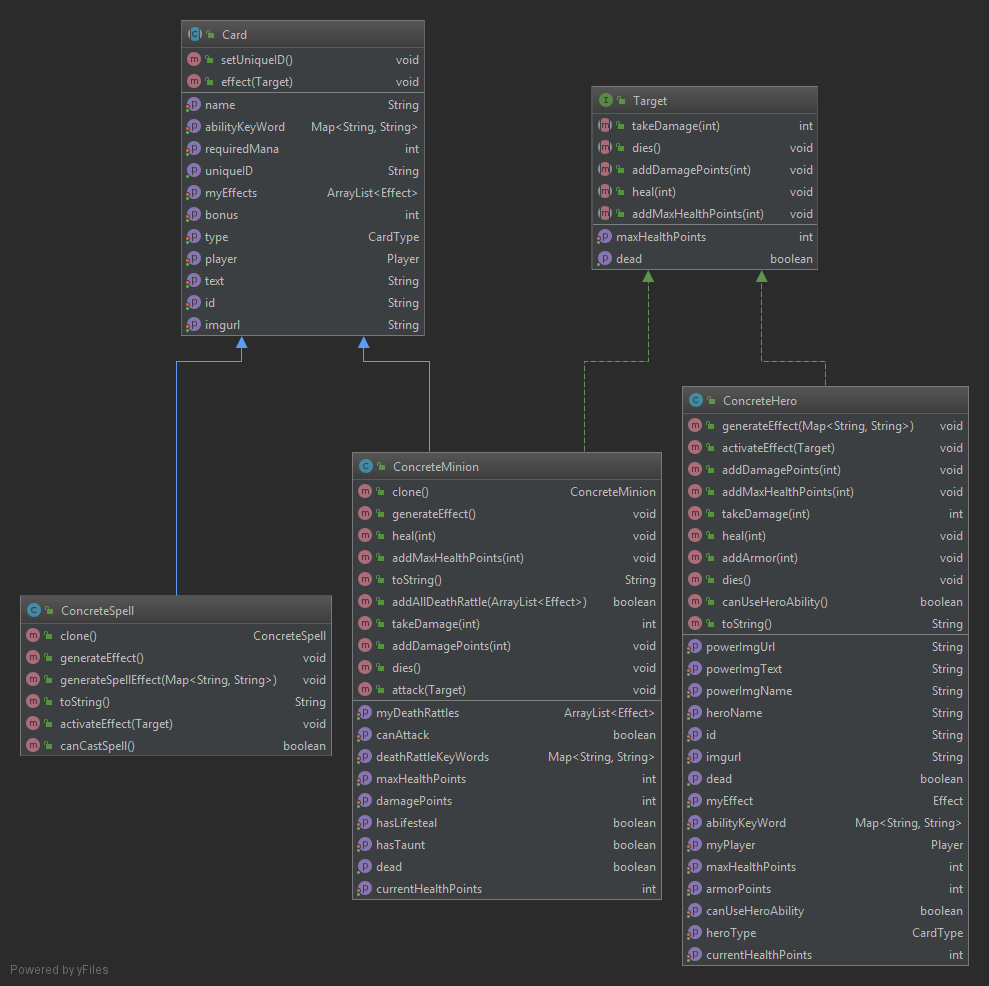 Card
setUniqueID() void
effect(Target) void
name String
abilityKeyWord Map<String, String>
requiredMana int
uniqueID String
myEffects ArrayList<Effect>
bonus int
type CardType
player Player
text String
id String
imgurl String
I Target
takeDamage(int) int
dies() void
addDamagePoints(int) void
heal(int) void
addMaxHealthPoints(int) void
maxHealthPoints int
dead boolean
ConcreteSpell
clone() ConcreteSpell
generateEffect() void
generateSpellEffect(Map<String, String>) void
toString() String
activateEffect(Target) void
canCastSpell() boolean
ConcreteMinion
clone() ConcreteMinion
generateEffect() void
heal(int) void
addMaxHealthPoints(int) void
toString() String
addAllDeathRattle(ArrayList<Effect>) boolean
takeDamage(int) int
addDamagePoints(int) void
dies() void
attack(Target) void
myDeathRattles ArrayList<Effect>
canAttack boolean
deathRattleKeyWords Map<String, String>
maxHealthPoints int
damagePoints int
hasLifesteal boolean
hasTaunt boolean
dead boolean
currentHealthPoints int
ConcreteHero
generateEffect(Map<String, String>) void
activateEffect(Target) void
addDamagePoints(int) void
addMaxHealthPoints(int) void
takeDamage(int) int
heal(int) void
addArmor(int) void
dies() void
canUseHeroAbility() boolean
toString() String
powerImgUrl String
powerImgText String
powerImgName String
heroName String
id String
imgurl String
dead boolean
myEffect Effect
abilityKeyWord Map<String, String>
myPlayer Player
maxHealthPoints int
armorPoints int
canUseHeroAbility boolean
heroType CardType
currentHealthPoints int
Powered by yFiles